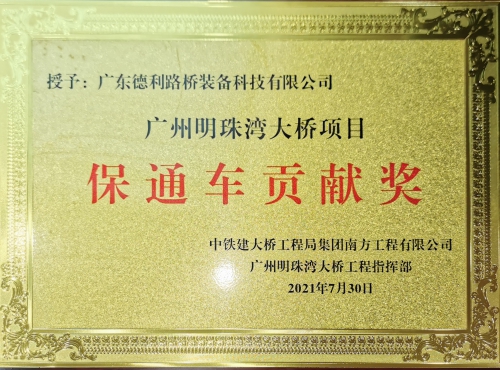 授予：广东德利路桥装备科技有限公司
广州明珠湾大桥项目
保通车贡献奖
中铁建大桥工程局集团南方工程有限公司
广州明珠湾大桥工程指挥部
2021年7月30日